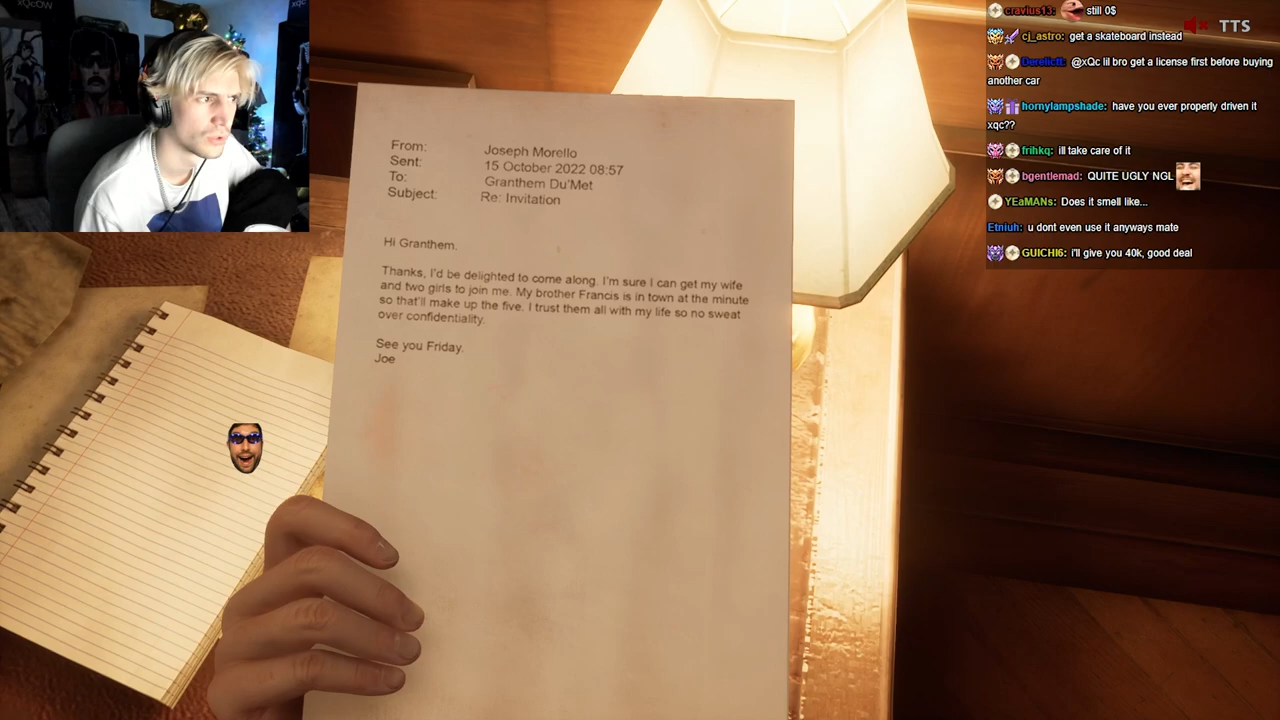 xQcOW
xQc
From: Joseph Morello
Sent: 15 October 2022 08:57
To: Granthem Du'Met
Subject: Re: Invitation
Hi Granthem.
Thanks, I'd be delighted to come along. I'm sure I can get my wife
and two girls to join me. My brother Francis is in town at the minute
so that'll make up the five. I trust them all with my life so no sweat
over confidentiality.
See you Friday.
Joe
cravius13: still 0$
TTS
cj_astro: get a skateboard instead
Derelictt: @xQc lil bro get a license first before buying
another car
hornylampshade: have you ever properly driven it
xqc??
frihkq: ill take care of it
bgentlemad: QUITE UGLY NGL
YEaMANs: Does it smell like...
Etniuh: u dont even use it anyways mate
GUICHI6: i'll give you 40k, good deal